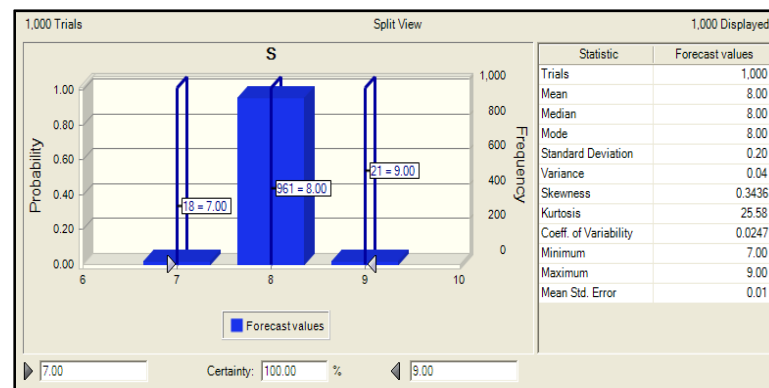 1,000 Trials Split View 1,000 Displayed
S
Probability
1.00
0.80
0.60
0.40
0.20
0.00
18 = 7.00
961 = 8.00
21 = 9.00
1,000
800
600
400
200
0
Frequency
6 7 8 9 10
Forecast values
Statistic Forecast values
Trials 1,000
Mean 8.00
Median 8.00
Mode 8.00
Standard Deviation 0.20
Variance 0.04
Skewness 0.3436
Kurtosis 25.58
Coeff. of Variability 0.0247
Minimum 7.00
Maximum 9.00
Mean Std. Error 0.01
7.00 Certainty: 100.00 % 9.00